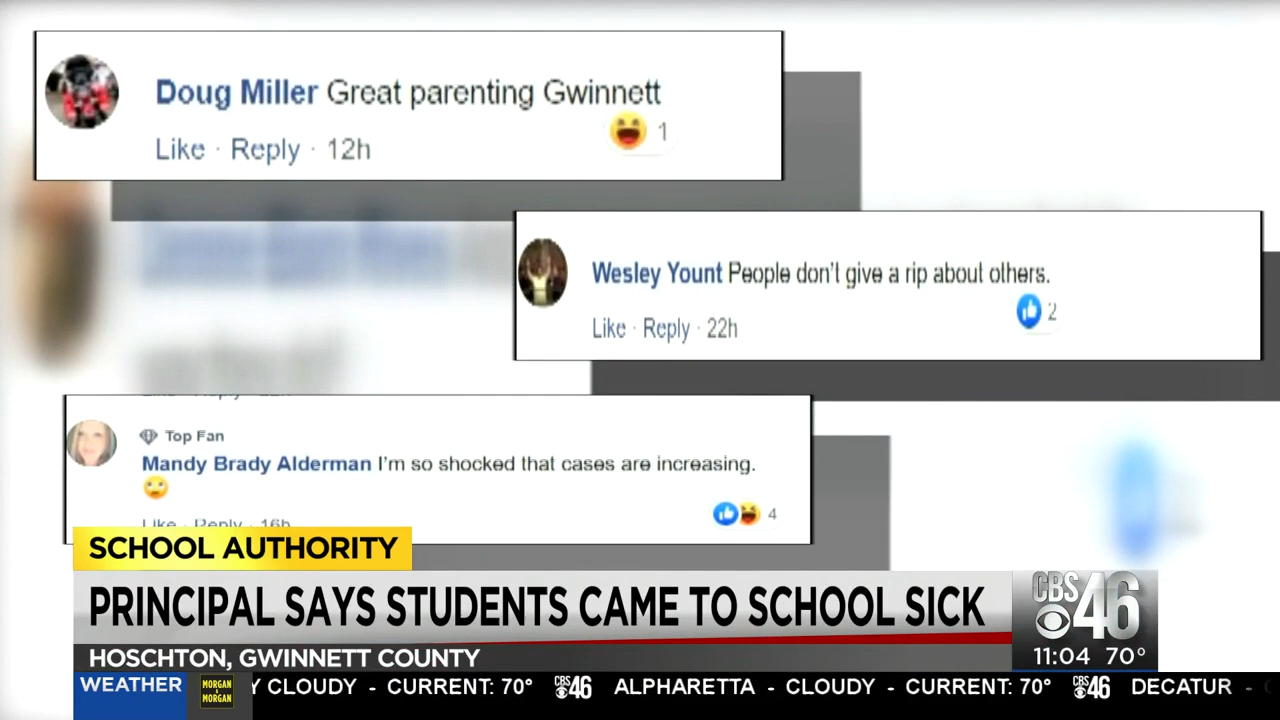 Doug Miller Great parenting Gwinnett
1
Like · Reply · 12h
Wesley Yount People don't give a rip about others.
2
Like · Reply · 22h
Top Fan
Mandy Brady Alderman I'm so shocked that cases are increasing.
4
Like · Reply · 16h
SCHOOL AUTHORITY
PRINCIPAL SAYS STUDENTS CAME TO SCHOOL SICK
CBS 46
HOSCHTON, GWINNETT COUNTY
11:04 70°
WEATHER
MORGAN & MORGAN
Y CLOUDY - CURRENT: 70° CBS 46 ALPHARETTA - CLOUDY - CURRENT: 70° CBS 46 DECATUR -